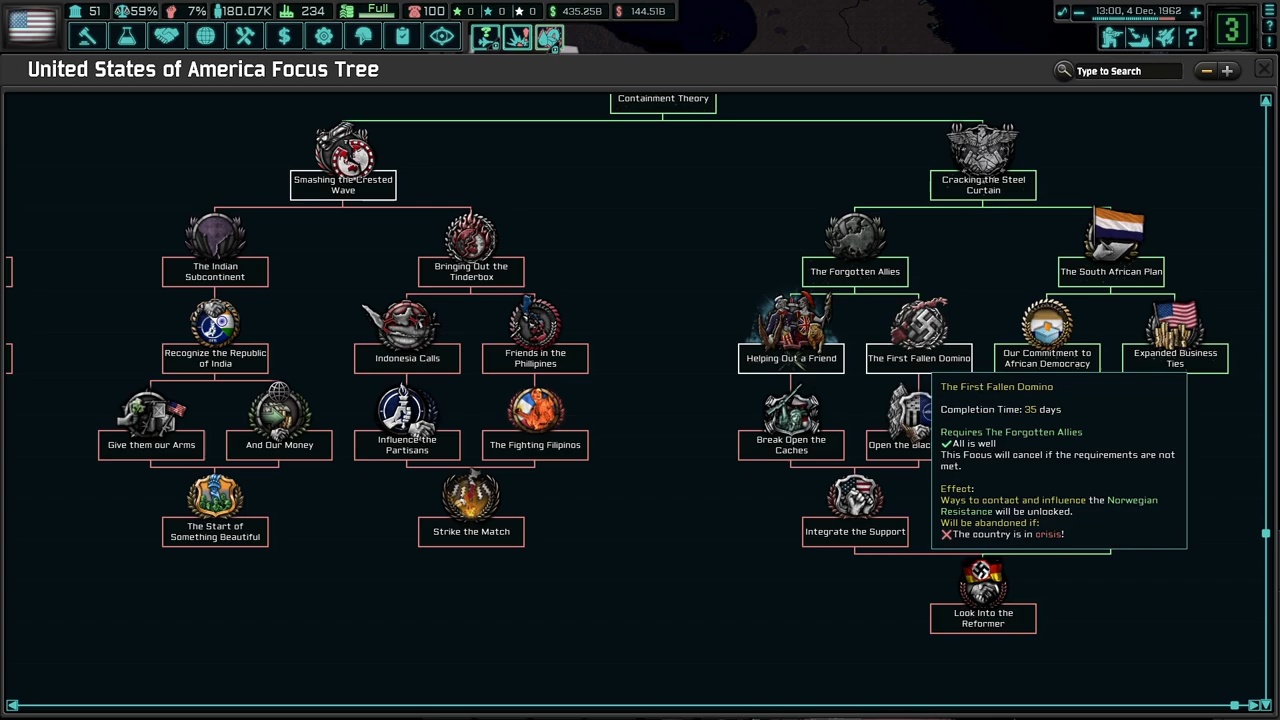 51 59% 7% 180.07K 234 Full 100 0 0 0 $ 435.25B $ 144.51B
13:00, 4 Dec, 1962
3
United States of America Focus Tree
Type to Search
Containment Theory
Smashing the Crested
Wave
Cracking the Steel
Curtain
The Indian
Subcontinent
Bringing Out the
Tinderbox
The Forgotten Allies
The South African Plan
Recognize the Republic
of India
Indonesia Calls
Friends in the
Phillipines
Helping Out a Friend
The First Fallen Domino
Our Commitment to
African Democracy
Expanded Business
Ties
Give them our Arms
And Our Money
Influence the
Partisans
The Fighting Filipinos
Break Open the
Caches
Open the
The First Fallen Domino
Completion Time: 35 days
Requires The Forgotten Allies
All is well
This Focus will cancel if the requirements are not
met.
Effect:
Ways to contact and influence the Norwegian
Resistance will be unlocked.
Will be abandoned if:
The country is in crisis!
The Start of
Something Beautiful
Strike the Match
Integrate the Support
Look Into the
Reformer